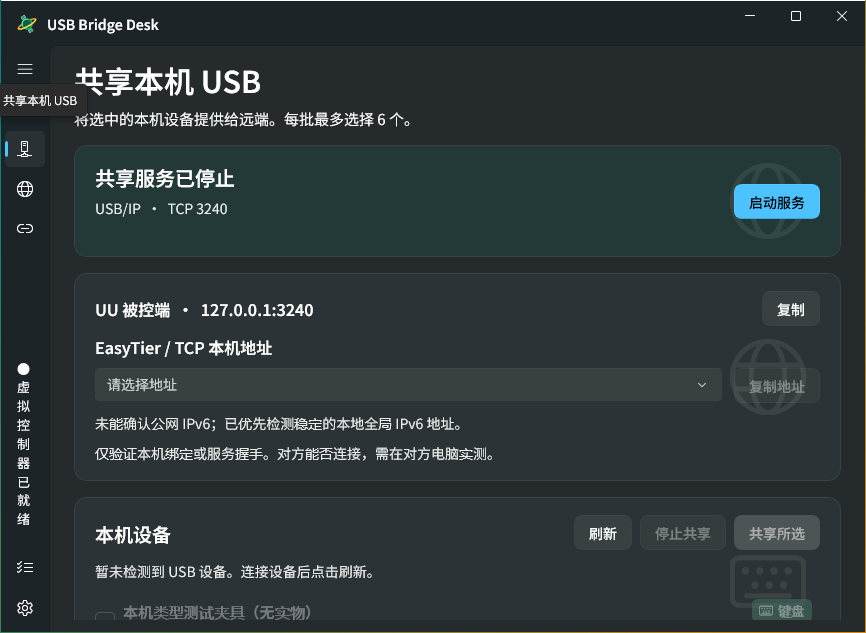 USB Bridge Desk
共享本机 USB
共享本机 USB
将选中的本机设备提供给远端。每批最多选择 6 个。
共享服务已停止
USB/IP • TCP 3240
启动服务
UU 被控端 • 127.0.0.1:3240
复制
EasyTier / TCP 本机地址
请选择地址
复制地址
未能确认公网 IPv6；已优先检测稳定的本地全局 IPv6 地址。
仅验证本机绑定或服务握手。对方能否连接，需在对方电脑实测。
虚
拟
控
制
器
已
就
绪
本机设备
刷新
停止共享
共享所选
暂未检测到 USB 设备。连接设备后点击刷新。
本机类型测试夹具（无实物）
键盘